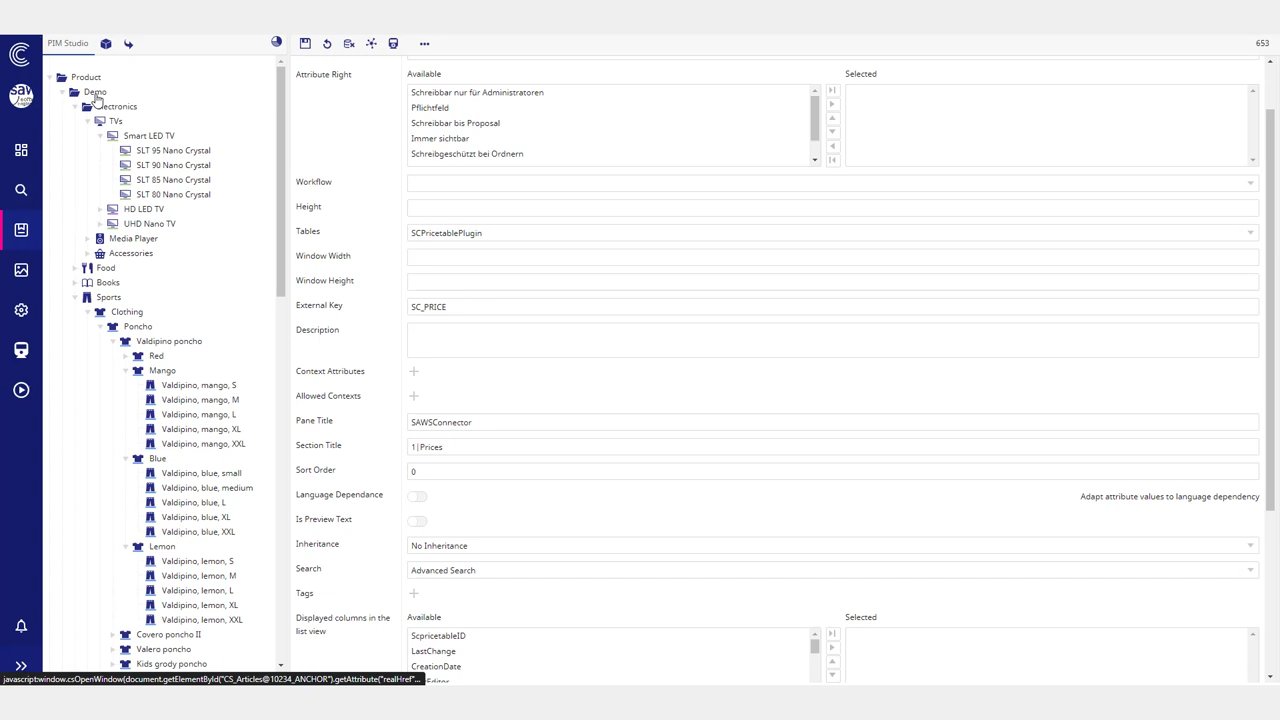 PIM Studio
653
Product
Demo
Electronics
TVs
Smart LED TV
SLT 95 Nano Crystal
SLT 90 Nano Crystal
SLT 85 Nano Crystal
SLT 80 Nano Crystal
HD LED TV
UHD Nano TV
Media Player
Accessories
Food
Books
Sports
Clothing
Poncho
Valdipino poncho
Red
Mango
Valdipino, mango, S
Valdipino, mango, M
Valdipino, mango, L
Valdipino, mango, XL
Valdipino, mango, XXL
Blue
Valdipino, blue, small
Valdipino, blue, medium
Valdipino, blue, L
Valdipino, blue, XL
Valdipino, blue, XXL
Lemon
Valdipino, lemon, S
Valdipino, lemon, M
Valdipino, lemon, L
Valdipino, lemon, XL
Valdipino, lemon, XXL
Covero poncho II
Valero poncho
Kids grody poncho
javascript:window.csOpenWindow(document.getElementById("CS_Articles@10234_ANCHOR").getAttribute("realHref"...
Attribute Right
Available
Selected
Schreibbar nur für Administratoren
Pflichtfeld
Schreibbar bis Proposal
Immer sichtbar
Schreibgeschützt bei Ordnern
Workflow
Height
Tables
SCPricetablePlugin
Window Width
Window Height
External Key
SC_PRICE
Description
Context Attributes
Allowed Contexts
Pane Title
SAWSConnector
Section Title
1|Prices
Sort Order
0
Language Dependance
Adapt attribute values to language dependency
Is Preview Text
Inheritance
No Inheritance
Search
Advanced Search
Tags
Displayed columns in the
list view
Available
Selected
ScpricetableID
LastChange
CreationDate